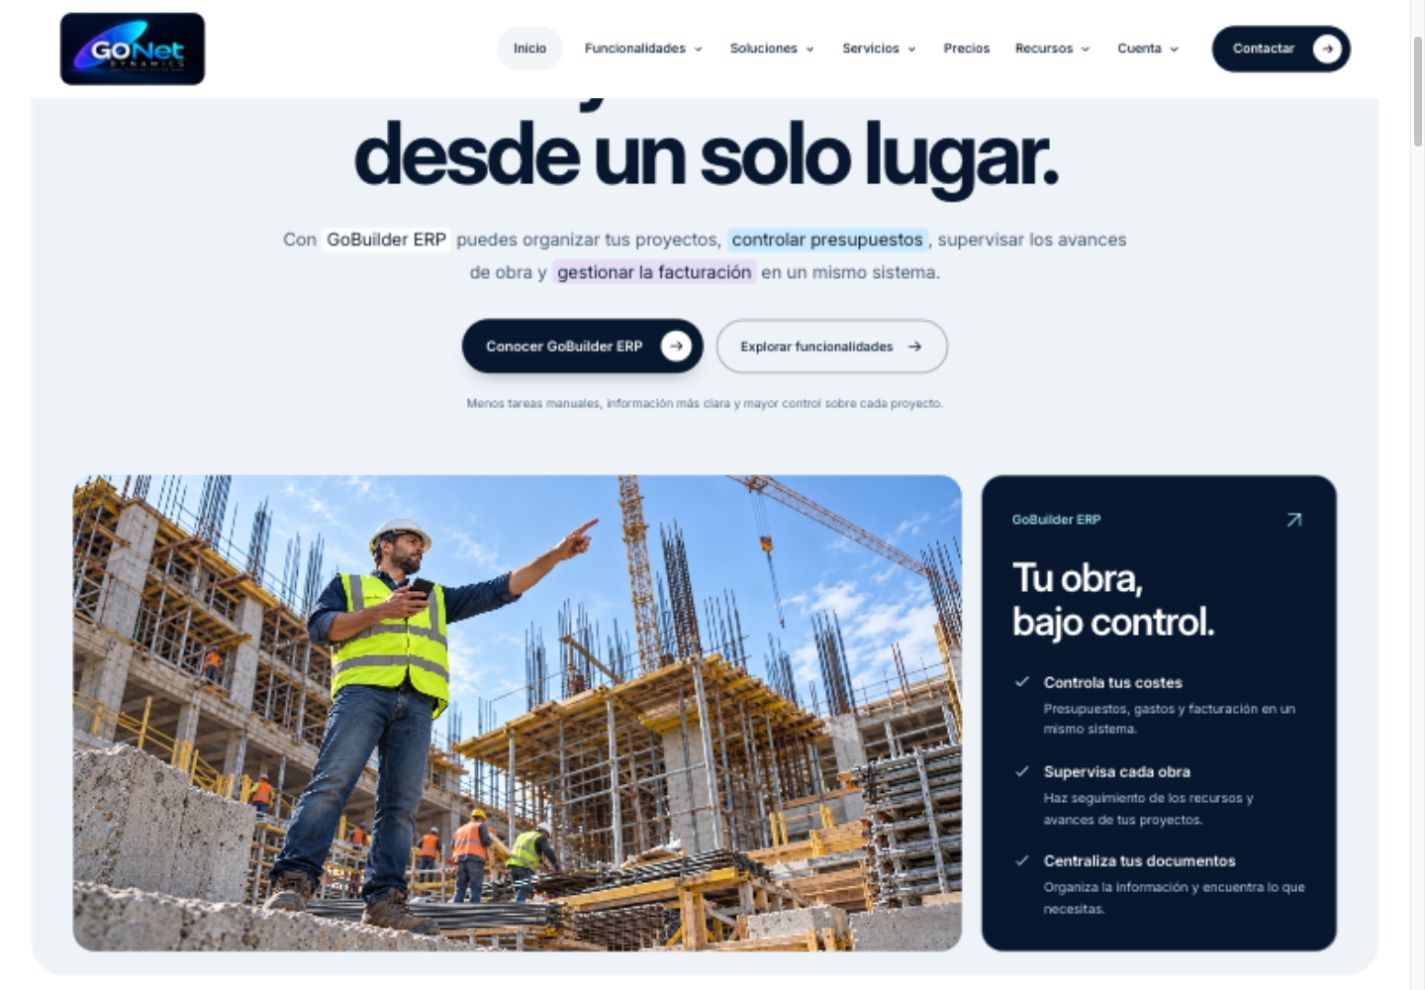 GoNet
DYNAMICS
Inicio
Funcionalidades
Soluciones
Servicios
Precios
Recursos
Cuenta
Contactar
desde un solo lugar.
Con GoBuilder ERP puedes organizar tus proyectos, controlar presupuestos , supervisar los avances
de obra y gestionar la facturación en un mismo sistema.
Conocer GoBuilder ERP
Explorar funcionalidades
Menos tareas manuales, información más clara y mayor control sobre cada proyecto.
GoBuilder ERP
Tu obra,
bajo control.
Controla tus costes
Presupuestos, gastos y facturación en un
mismo sistema.
Supervisa cada obra
Haz seguimiento de los recursos y
avances de tus proyectos.
Centraliza tus documentos
Organiza la información y encuentra lo que
necesitas.